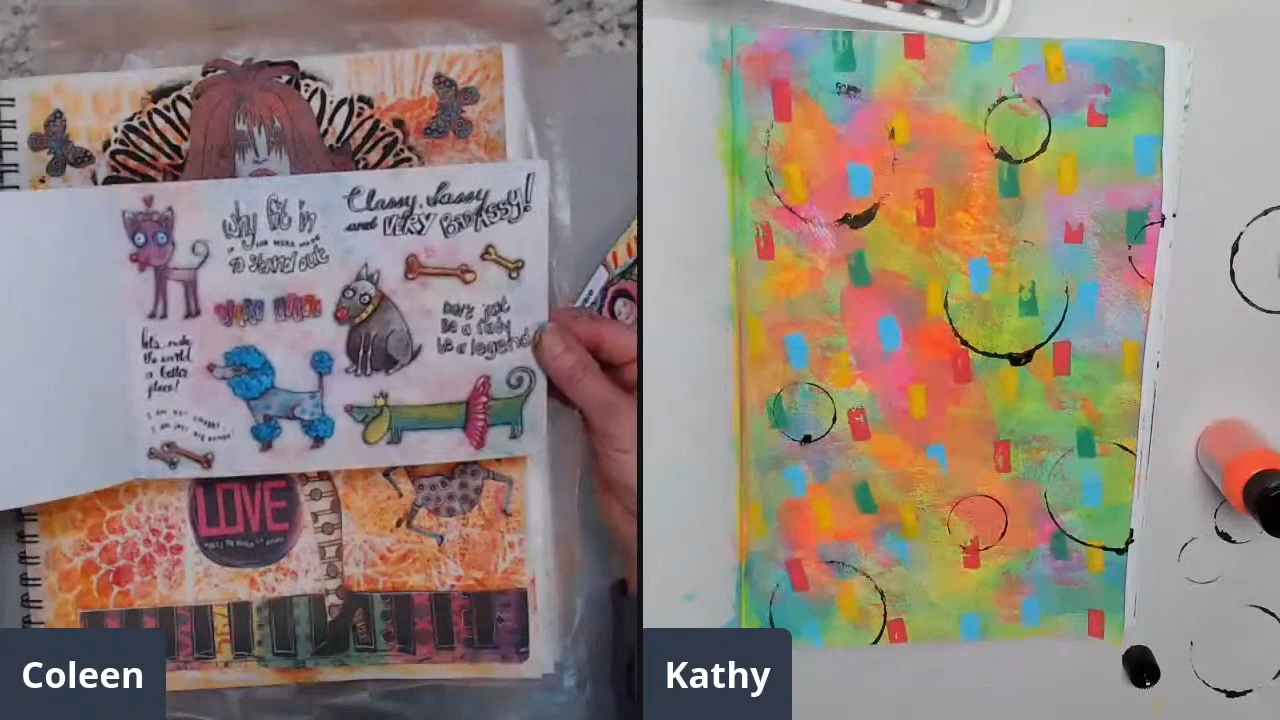 Why fit in
to stand out
Classy, Sassy
and VERY BADASSY!
Don't just
be a lady
be a legend
let's make
the world
a better
place!
LOVE
Coleen
Kathy